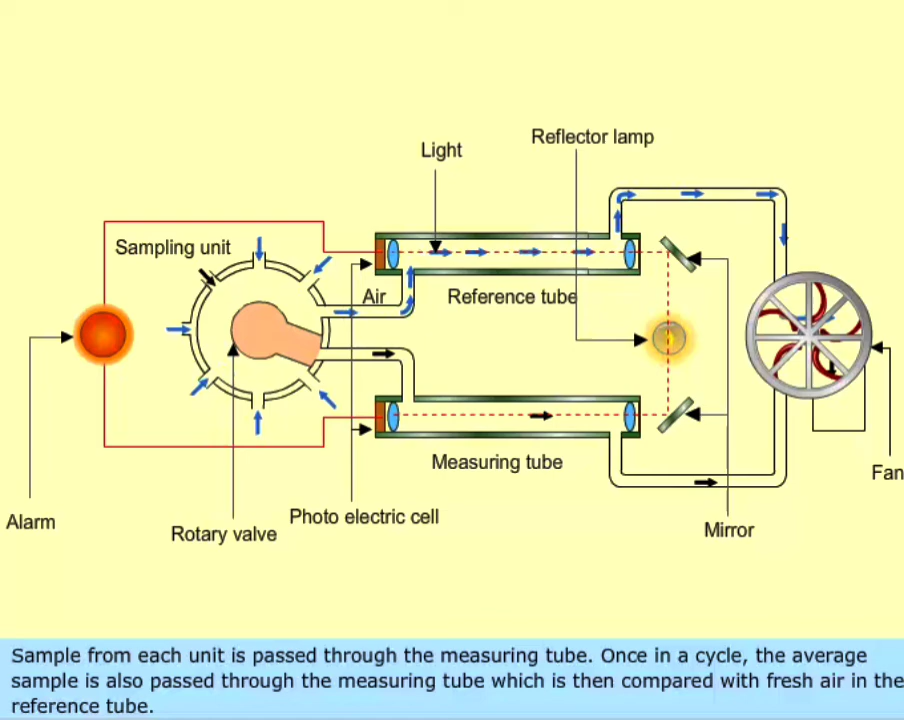 Reflector lamp
Light
Sampling unit
Air
Reference tube
Measuring tube
Fan
Alarm
Photo electric cell
Rotary valve
Mirror
Sample from each unit is passed through the measuring tube. Once in a cycle, the average
sample is also passed through the measuring tube which is then compared with fresh air in the
reference tube.